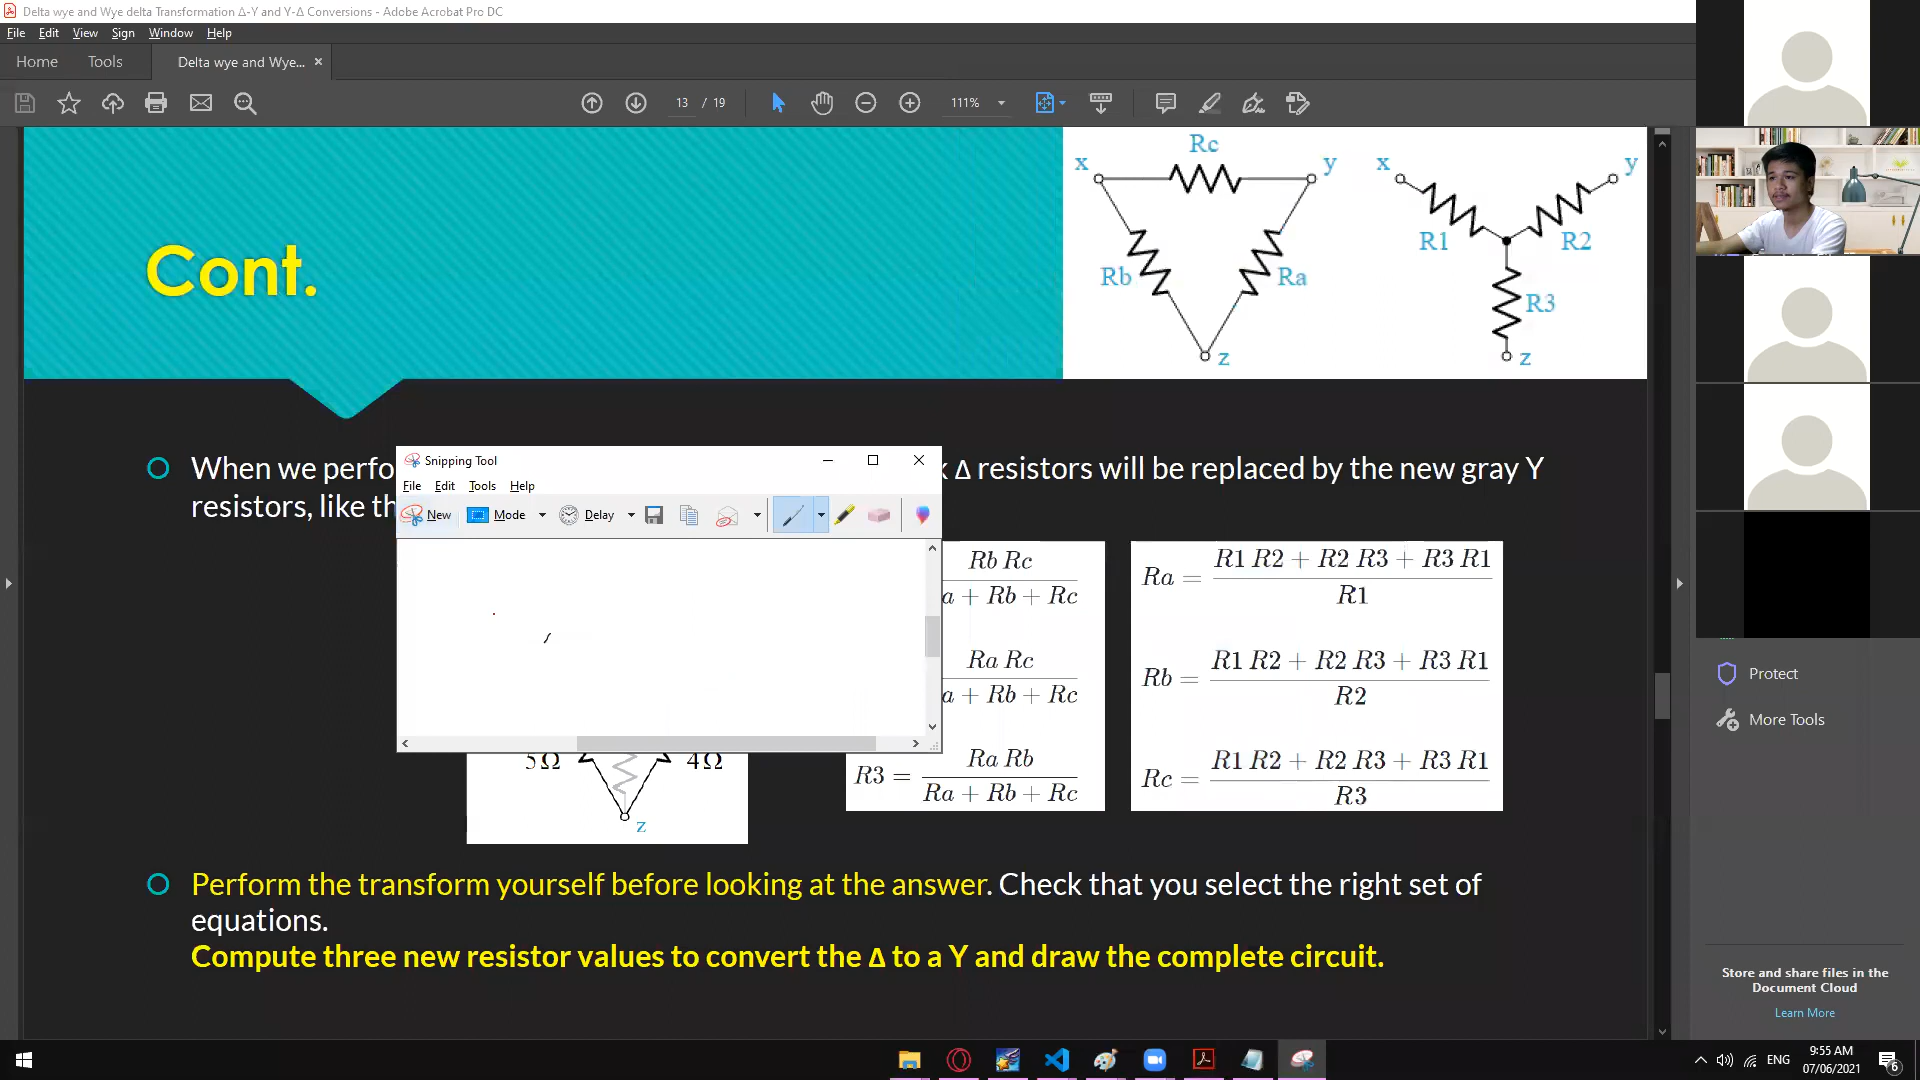 Delta wye and Wye delta Transformation Δ-Y and Y-Δ Conversions - Adobe Acrobat Pro DC
File Edit View Sign Window Help
Home Tools Delta wye and Wye... ×
13 / 19 111%
Cont.
x Rc y
Rb Ra
z
x y
R1 R2
R3
z
When we perfo
k Δ resistors will be replaced by the new gray Y
resistors, like th
Snipping Tool
File Edit Tools Help
New Mode Delay
5 Ω 4 Ω
z
Rb Rc
a + Rb + Rc
Ra Rc
a + Rb + Rc
R3 = Ra Rb
Ra + Rb + Rc
Ra = R1 R2 + R2 R3 + R3 R1
R1
Rb = R1 R2 + R2 R3 + R3 R1
R2
Rc = R1 R2 + R2 R3 + R3 R1
R3
Perform the transform yourself before looking at the answer. Check that you select the right set of
equations.
Compute three new resistor values to convert the Δ to a Y and draw the complete circuit.
Protect
More Tools
Store and share files in the
Document Cloud
Learn More
ENG
9:55 AM
07/06/2021
6